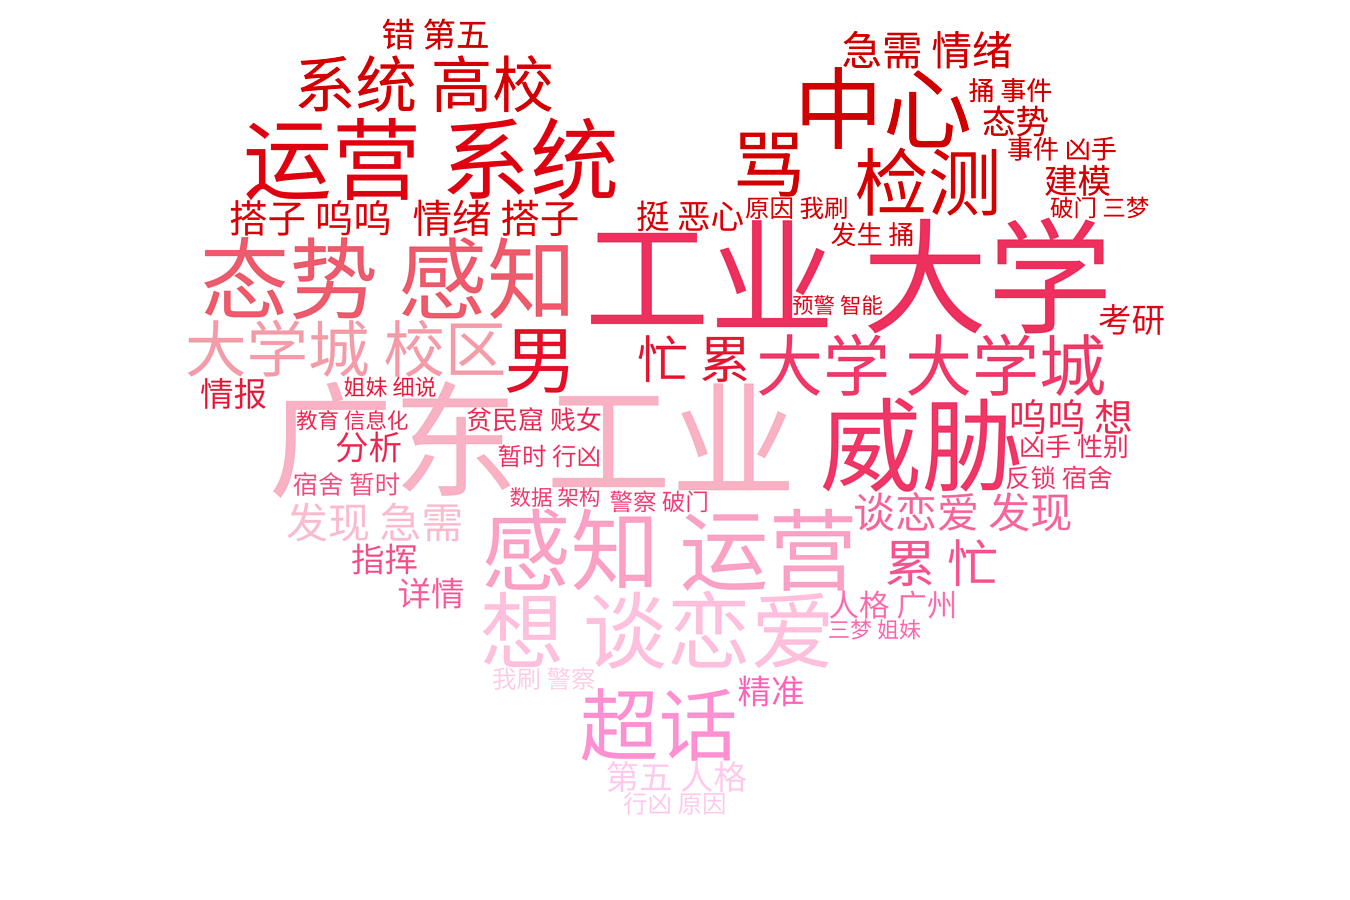 错 第五
急需 情绪
系统 高校
中心
捅 事件
态势
运营 系统
骂
检测
事件 凶手
建模
搭子 呜呜
情绪 搭子
挺 恶心
原因 我刷
破门 三梦
发生 捅
态势 感知
工业 大学
预警 智能
考研
大学城 校区
男
忙 累
大学 大学城
情报
姐妹 细说
广东 工业
教育 信息化
贫民窟 贱女
威胁
呜呜 想
分析
暂时 行凶
凶手 性别
宿舍 暂时
反锁 宿舍
数据 架构
警察 破门
发现 急需
谈恋爱 发现
感知 运营
指挥
累 忙
详情
想 谈恋爱
人格 广州
三梦 姐妹
我刷 警察
精准
超话
第五 人格
行凶 原因